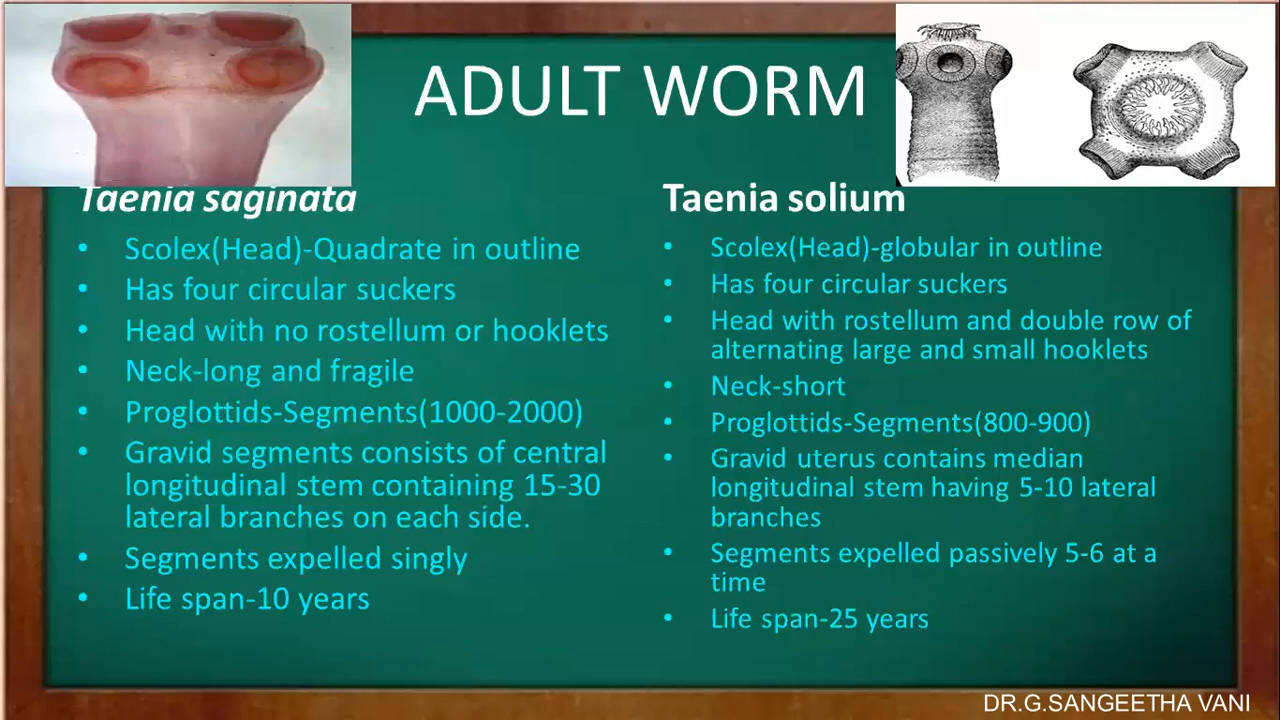 ADULT WORM
Taenia saginata
• Scolex(Head)-Quadrate in outline
• Has four circular suckers
• Head with no rostellum or hooklets
• Neck-long and fragile
• Proglottids-Segments(1000-2000)
• Gravid segments consists of central
longitudinal stem containing 15-30
lateral branches on each side.
• Segments expelled singly
• Life span-10 years
Taenia solium
• Scolex(Head)-globular in outline
• Has four circular suckers
• Head with rostellum and double row of
alternating large and small hooklets
• Neck-short
• Proglottids-Segments(800-900)
• Gravid uterus contains median
longitudinal stem having 5-10 lateral
branches
• Segments expelled passively 5-6 at a
time
• Life span-25 years
DR.G.SANGEETHA VANI